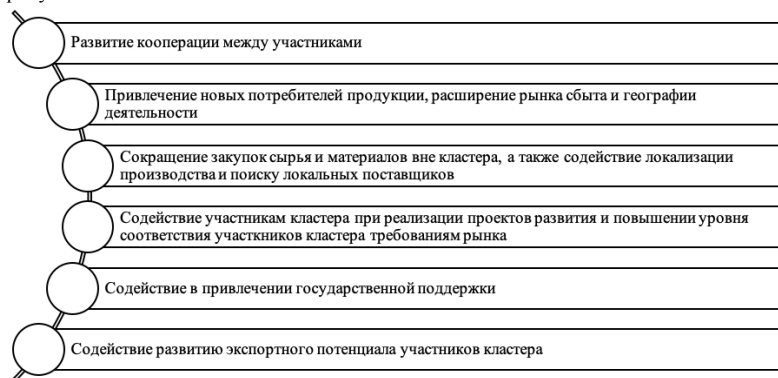 Развитие кооперации между участниками
Привлечение новых потребителей продукции, расширение рынка сбыта и географии
деятельности
Сокращение закупок сырья и материалов вне кластера, а также содействие локализации
производства и поиску локальных поставщиков
Содействие участникам кластера при реализации проектов развития и повышении уровня
соответствия участкников кластера требованиям рынка
Содействие в привлечении государственной поддержки
Содействие развитию экспортного потенциала участников кластера